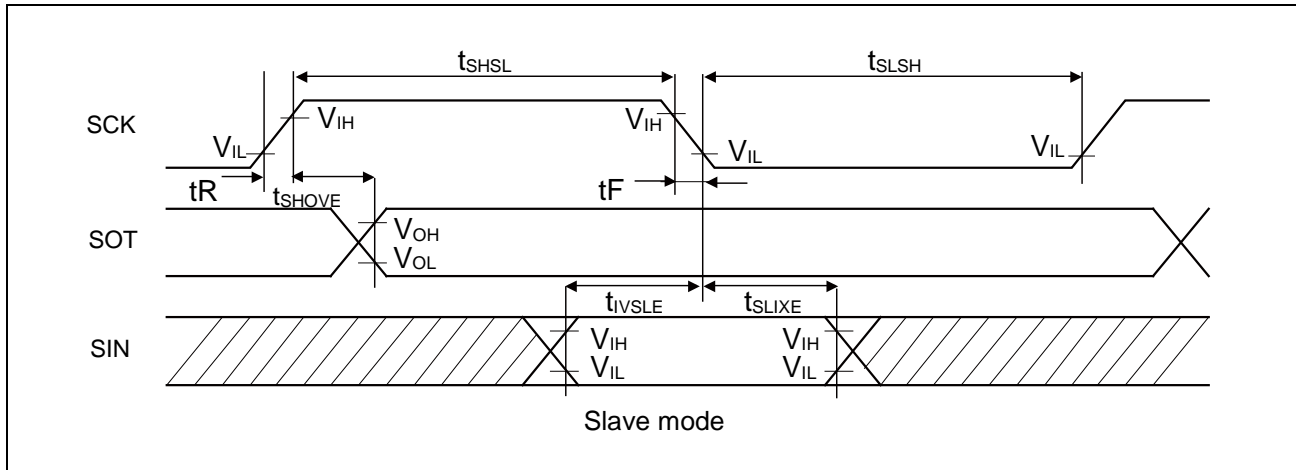 tSHSL tSLSH
SCK VIH VIH
VIL VIL VIL
tR tSHOVE tF
SOT VOH
VOL
tIVSLE tSLIXE
SIN VIH VIH
VIL VIL
Slave mode